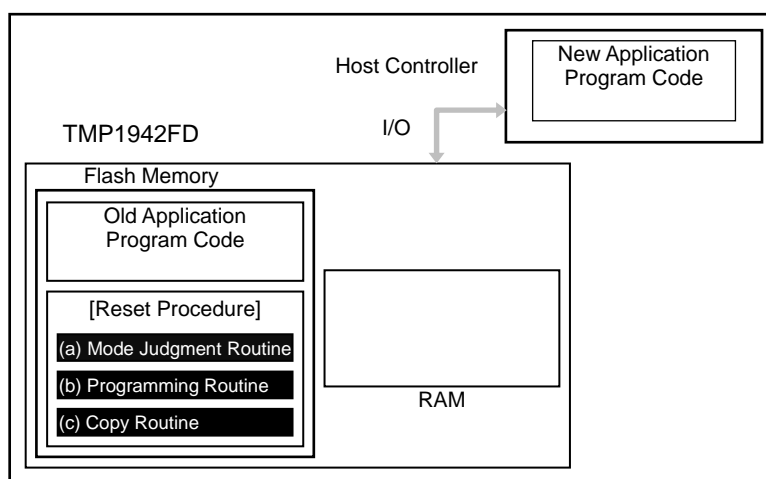 Host Controller
New Application
Program Code
I/O
TMP1942FD
Flash Memory
Old Application
Program Code
[Reset Procedure]
(a) Mode Judgment Routine
(b) Programming Routine
(c) Copy Routine
RAM